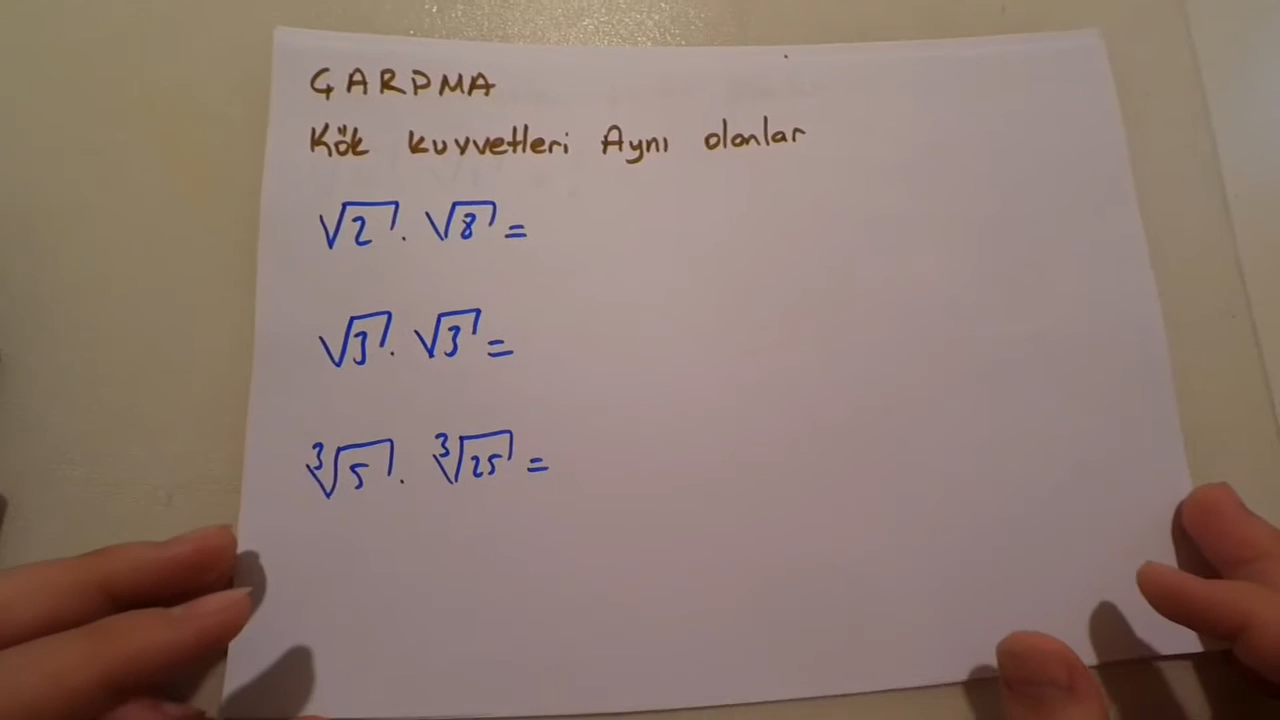 ÇARPMA
Kök kuvvetleri Aynı olanlar
√2 . √8 =
√3 . √3 =
∛5 . ∛25 =